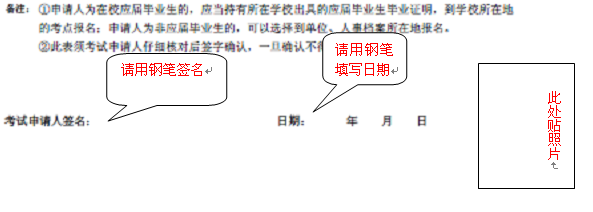 备注：①申请人为在校应届毕业生的，应当持有所在学校出具的应届毕业生毕业证明，到学校所在地
的考点报名；申请人为非应届毕业生的，可以选择到单位、人事档案所在地报名。
②此表须考试申请人仔细核对后签字确认，一旦确认不得
请用钢笔签名
请用钢笔
填写日期
考试申请人签名：
日期： 年 月 日
此处贴照片